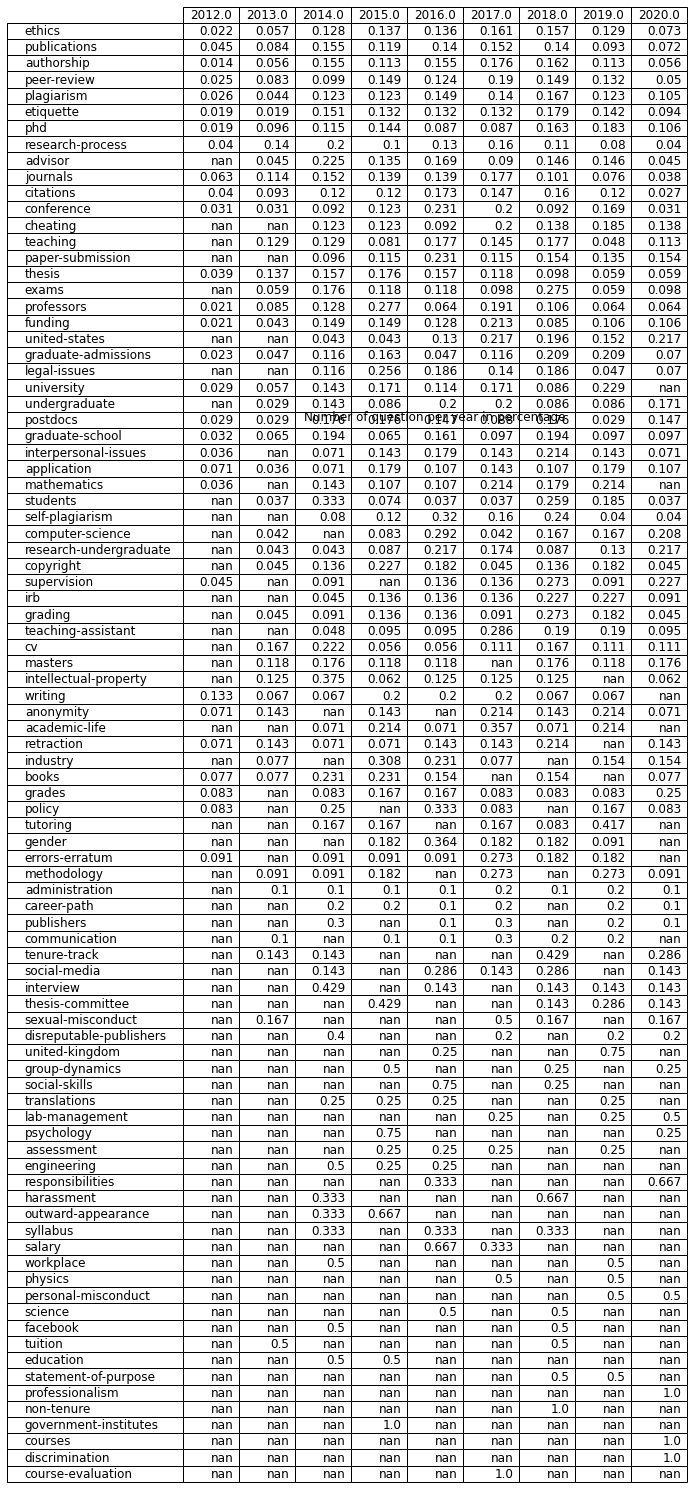 2012.0 2013.0 2014.0 2015.0 2016.0 2017.0 2018.0 2019.0 2020.0
ethics 0.022 0.057 0.128 0.137 0.136 0.161 0.157 0.129 0.073
publications 0.045 0.084 0.155 0.119 0.14 0.152 0.14 0.093 0.072
authorship 0.014 0.056 0.155 0.113 0.155 0.176 0.162 0.113 0.056
peer-review 0.025 0.083 0.099 0.149 0.124 0.19 0.149 0.132 0.05
plagiarism 0.026 0.044 0.123 0.123 0.149 0.14 0.167 0.123 0.105
etiquette 0.019 0.019 0.151 0.132 0.132 0.132 0.179 0.142 0.094
phd 0.019 0.096 0.115 0.144 0.087 0.087 0.163 0.183 0.106
research-process 0.04 0.14 0.2 0.1 0.13 0.16 0.11 0.08 0.04
advisor nan 0.045 0.225 0.135 0.169 0.09 0.146 0.146 0.045
journals 0.063 0.114 0.152 0.139 0.139 0.177 0.101 0.076 0.038
citations 0.04 0.093 0.12 0.12 0.173 0.147 0.16 0.12 0.027
conference 0.031 0.031 0.092 0.123 0.231 0.2 0.092 0.169 0.031
cheating nan nan 0.123 0.123 0.092 0.2 0.138 0.185 0.138
teaching nan 0.129 0.129 0.081 0.177 0.145 0.177 0.048 0.113
paper-submission nan nan 0.096 0.115 0.231 0.115 0.154 0.135 0.154
thesis 0.039 0.137 0.157 0.176 0.157 0.118 0.098 0.059 0.059
exams nan 0.059 0.176 0.118 0.118 0.098 0.275 0.059 0.098
professors 0.021 0.085 0.128 0.277 0.064 0.191 0.106 0.064 0.064
funding 0.021 0.043 0.149 0.149 0.128 0.213 0.085 0.106 0.106
united-states nan nan 0.043 0.043 0.13 0.217 0.196 0.152 0.217
graduate-admissions 0.023 0.047 0.116 0.163 0.047 0.116 0.209 0.209 0.07
legal-issues nan nan 0.116 0.256 0.186 0.14 0.186 0.047 0.07
university 0.029 0.057 0.143 0.171 0.114 0.171 0.086 0.229 nan
undergraduate nan 0.029 0.143 0.086 0.2 0.2 0.086 0.086 0.171
Number of question per year in percentage
postdocs 0.029 0.029 0.176 0.176 0.147 0.088 0.176 0.029 0.147
graduate-school 0.032 0.065 0.194 0.065 0.161 0.097 0.194 0.097 0.097
interpersonal-issues 0.036 nan 0.071 0.143 0.179 0.143 0.214 0.143 0.071
application 0.071 0.036 0.071 0.179 0.107 0.143 0.107 0.179 0.107
mathematics 0.036 nan 0.143 0.107 0.107 0.214 0.179 0.214 nan
students nan 0.037 0.333 0.074 0.037 0.037 0.259 0.185 0.037
self-plagiarism nan nan 0.08 0.12 0.32 0.16 0.24 0.04 0.04
computer-science nan 0.042 nan 0.083 0.292 0.042 0.167 0.167 0.208
research-undergraduate nan 0.043 0.043 0.087 0.217 0.174 0.087 0.13 0.217
copyright nan 0.045 0.136 0.227 0.182 0.045 0.136 0.182 0.045
supervision 0.045 nan 0.091 nan 0.136 0.136 0.273 0.091 0.227
irb nan nan 0.045 0.136 0.136 0.136 0.227 0.227 0.091
grading nan 0.045 0.091 0.136 0.136 0.091 0.273 0.182 0.045
teaching-assistant nan nan 0.048 0.095 0.095 0.286 0.19 0.19 0.095
cv nan 0.167 0.222 0.056 0.056 0.111 0.167 0.111 0.111
masters nan 0.118 0.176 0.118 0.118 nan 0.176 0.118 0.176
intellectual-property nan 0.125 0.375 0.062 0.125 0.125 0.125 nan 0.062
writing 0.133 0.067 0.067 0.2 0.2 0.2 0.067 0.067 nan
anonymity 0.071 0.143 nan 0.143 nan 0.214 0.143 0.214 0.071
academic-life nan nan 0.071 0.214 0.071 0.357 0.071 0.214 nan
retraction 0.071 0.143 0.071 0.071 0.143 0.143 0.214 nan 0.143
industry nan 0.077 nan 0.308 0.231 0.077 nan 0.154 0.154
books 0.077 0.077 0.231 0.231 0.154 nan 0.154 nan 0.077
grades 0.083 nan 0.083 0.167 0.167 0.083 0.083 0.083 0.25
policy 0.083 nan 0.25 nan 0.333 0.083 nan 0.167 0.083
tutoring nan nan 0.167 0.167 nan 0.167 0.083 0.417 nan
gender nan nan nan 0.182 0.364 0.182 0.182 0.091 nan
errors-erratum 0.091 nan 0.091 0.091 0.091 0.273 0.182 0.182 nan
methodology nan 0.091 0.091 0.182 nan 0.273 nan 0.273 0.091
administration nan 0.1 0.1 0.1 0.1 0.2 0.1 0.2 0.1
career-path nan nan 0.2 0.2 0.1 0.2 nan 0.2 0.1
publishers nan nan 0.3 nan 0.1 0.3 nan 0.2 0.1
communication nan 0.1 nan 0.1 0.1 0.3 0.2 0.2 nan
tenure-track nan 0.143 0.143 nan nan nan 0.429 nan 0.286
social-media nan nan 0.143 nan 0.286 0.143 0.286 nan 0.143
interview nan nan 0.429 nan 0.143 nan 0.143 0.143 0.143
thesis-committee nan nan nan 0.429 nan nan 0.143 0.286 0.143
sexual-misconduct nan 0.167 nan nan nan 0.5 0.167 nan 0.167
disreputable-publishers nan nan 0.4 nan nan 0.2 nan 0.2 0.2
united-kingdom nan nan nan nan 0.25 nan nan 0.75 nan
group-dynamics nan nan nan 0.5 nan nan 0.25 nan 0.25
social-skills nan nan nan nan 0.75 nan 0.25 nan nan
translations nan nan 0.25 0.25 0.25 nan nan 0.25 nan
lab-management nan nan nan nan nan 0.25 nan 0.25 0.5
psychology nan nan nan 0.75 nan nan nan nan 0.25
assessment nan nan nan 0.25 0.25 0.25 nan 0.25 nan
engineering nan nan 0.5 0.25 0.25 nan nan nan nan
responsibilities nan nan nan nan 0.333 nan nan nan 0.667
harassment nan nan 0.333 nan nan nan 0.667 nan nan
outward-appearance nan nan 0.333 0.667 nan nan nan nan nan
syllabus nan nan 0.333 nan 0.333 nan 0.333 nan nan
salary nan nan nan nan 0.667 0.333 nan nan nan
workplace nan nan 0.5 nan nan nan nan 0.5 nan
physics nan nan nan nan nan 0.5 nan 0.5 nan
personal-misconduct nan nan nan nan nan nan nan 0.5 0.5
science nan nan nan nan 0.5 nan 0.5 nan nan
facebook nan nan 0.5 nan nan nan 0.5 nan nan
tuition nan 0.5 nan nan nan nan 0.5 nan nan
education nan nan 0.5 0.5 nan nan nan nan nan
statement-of-purpose nan nan nan nan nan nan 0.5 0.5 nan
professionalism nan nan nan nan nan nan nan nan 1.0
non-tenure nan nan nan nan nan nan 1.0 nan nan
government-institutes nan nan nan 1.0 nan nan nan nan nan
courses nan nan nan nan nan nan nan nan 1.0
discrimination nan nan nan nan nan nan nan nan 1.0
course-evaluation nan nan nan nan nan 1.0 nan nan nan